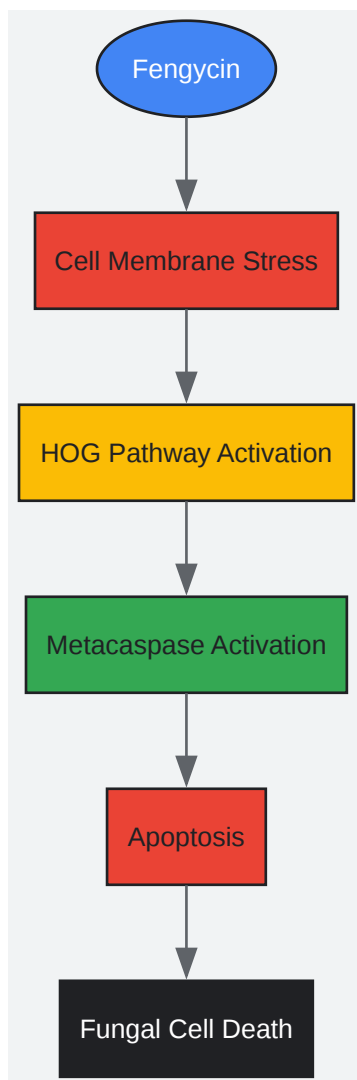 Fengycin
Cell Membrane Stress
HOG Pathway Activation
Metacaspase Activation
Apoptosis
Fungal Cell Death